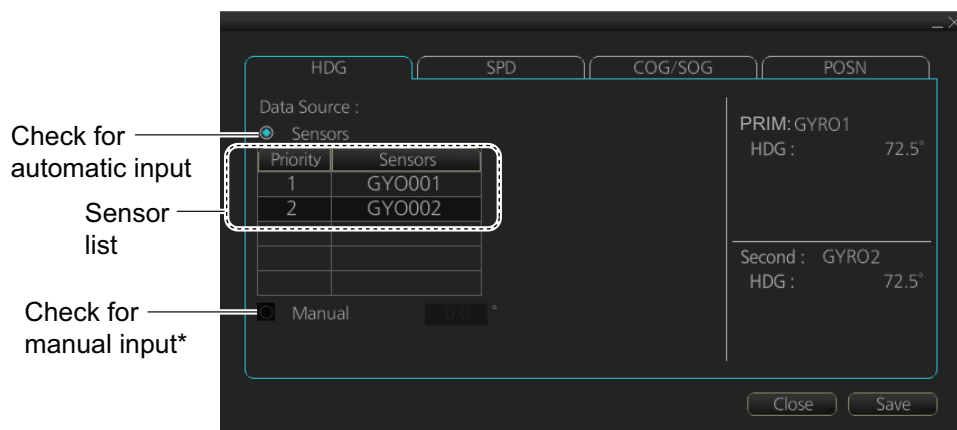 HDG SPD COG/SOG POSN
Data Source :
Check for
automatic input
Sensors
Priority Sensors
1 GYO001
2 GYO002
Sensor
list
Check for
manual input*
Manual 0.0 °
PRIM: GYRO1
HDG : 72.5°
Second : GYRO2
HDG : 72.5°
Close Save